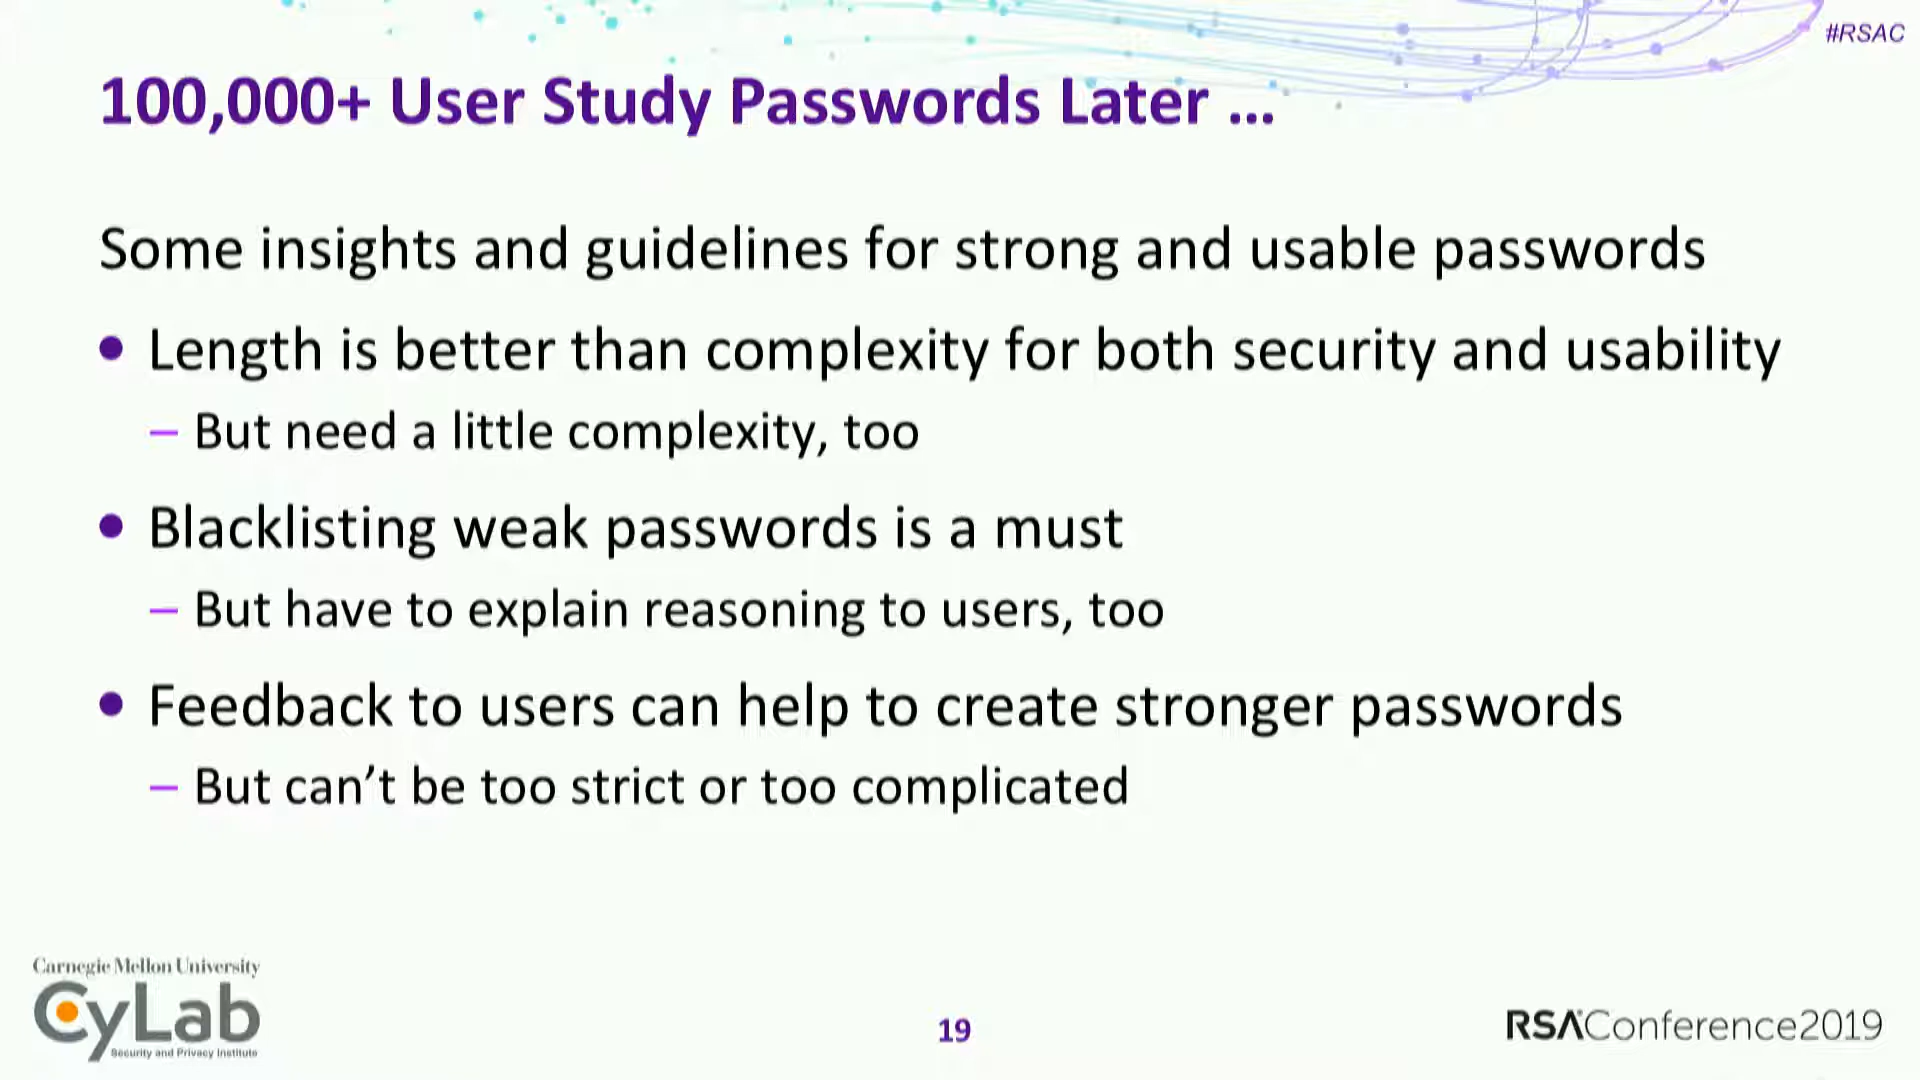 #RSAC
100,000+ User Study Passwords Later ...
Some insights and guidelines for strong and usable passwords
• Length is better than complexity for both security and usability
– But need a little complexity, too
• Blacklisting weak passwords is a must
– But have to explain reasoning to users, too
• Feedback to users can help to create stronger passwords
– But can’t be too strict or too complicated
Carnegie Mellon University
CyLab
Security and Privacy Institute
19
RSAConference2019